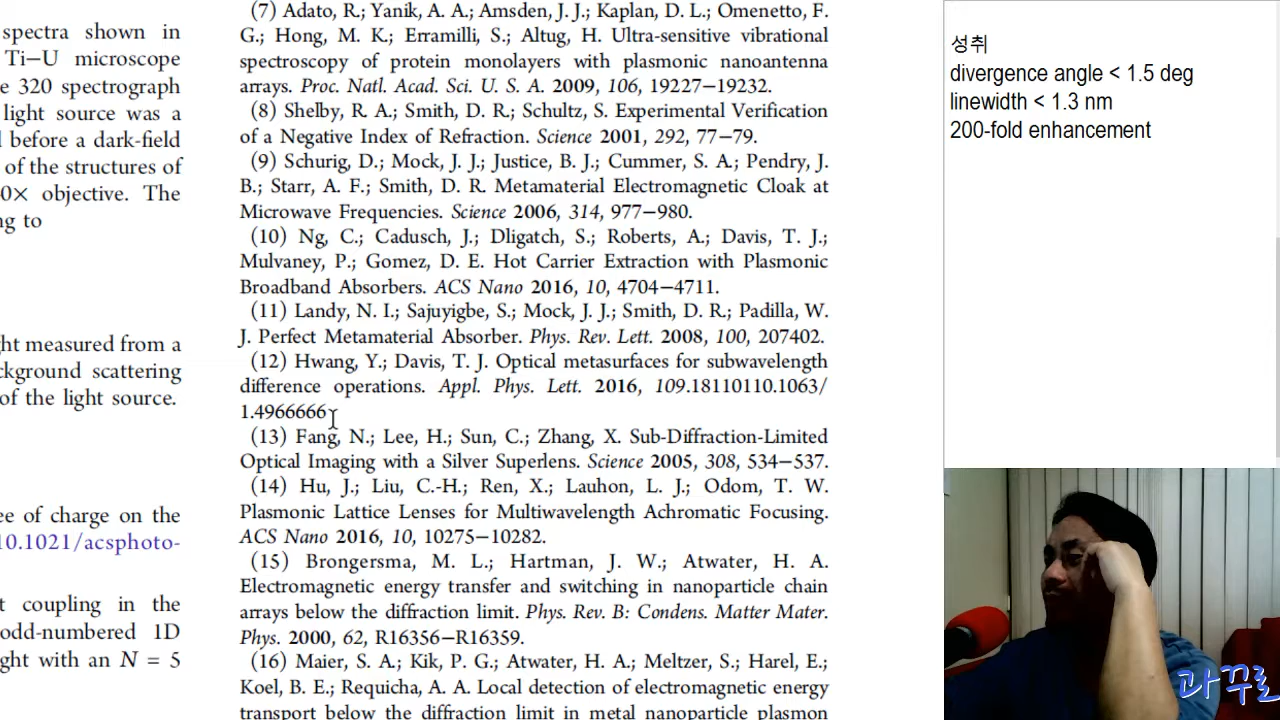 spectra shown in
Ti−U microscope
e 320 spectrograph
light source was a
before a dark-field
of the structures of
0× objective. The
ng to
ght measured from a
ckground scattering
of the light source.
ee of charge on the
10.1021/acsphoto-
t coupling in the
odd-numbered 1D
ght with an N = 5
(7) Adato, R.; Yanik, A. A.; Amsden, J. J.; Kaplan, D. L.; Omenetto, F.
G.; Hong, M. K.; Erramilli, S.; Altug, H. Ultra-sensitive vibrational
spectroscopy of protein monolayers with plasmonic nanoantenna
arrays. Proc. Natl. Acad. Sci. U. S. A. 2009, 106, 19227−19232.
(8) Shelby, R. A.; Smith, D. R.; Schultz, S. Experimental Verification
of a Negative Index of Refraction. Science 2001, 292, 77−79.
(9) Schurig, D.; Mock, J. J.; Justice, B. J.; Cummer, S. A.; Pendry, J.
B.; Starr, A. F.; Smith, D. R. Metamaterial Electromagnetic Cloak at
Microwave Frequencies. Science 2006, 314, 977−980.
(10) Ng, C.; Cadusch, J.; Dligatch, S.; Roberts, A.; Davis, T. J.;
Mulvaney, P.; Gomez, D. E. Hot Carrier Extraction with Plasmonic
Broadband Absorbers. ACS Nano 2016, 10, 4704−4711.
(11) Landy, N. I.; Sajuyigbe, S.; Mock, J. J.; Smith, D. R.; Padilla, W.
J. Perfect Metamaterial Absorber. Phys. Rev. Lett. 2008, 100, 207402.
(12) Hwang, Y.; Davis, T. J. Optical metasurfaces for subwavelength
difference operations. Appl. Phys. Lett. 2016, 109.18110110.1063/
1.4966666
(13) Fang, N.; Lee, H.; Sun, C.; Zhang, X. Sub-Diffraction-Limited
Optical Imaging with a Silver Superlens. Science 2005, 308, 534−537.
(14) Hu, J.; Liu, C.-H.; Ren, X.; Lauhon, L. J.; Odom, T. W.
Plasmonic Lattice Lenses for Multiwavelength Achromatic Focusing.
ACS Nano 2016, 10, 10275−10282.
(15) Brongersma, M. L.; Hartman, J. W.; Atwater, H. A.
Electromagnetic energy transfer and switching in nanoparticle chain
arrays below the diffraction limit. Phys. Rev. B: Condens. Matter Mater.
Phys. 2000, 62, R16356−R16359.
(16) Maier, S. A.; Kik, P. G.; Atwater, H. A.; Meltzer, S.; Harel, E.;
Koel, B. E.; Requicha, A. A. Local detection of electromagnetic energy
transport below the diffraction limit in metal nanoparticle plasmon
성취
divergence angle < 1.5 deg
linewidth < 1.3 nm
200-fold enhancement
과꾸로